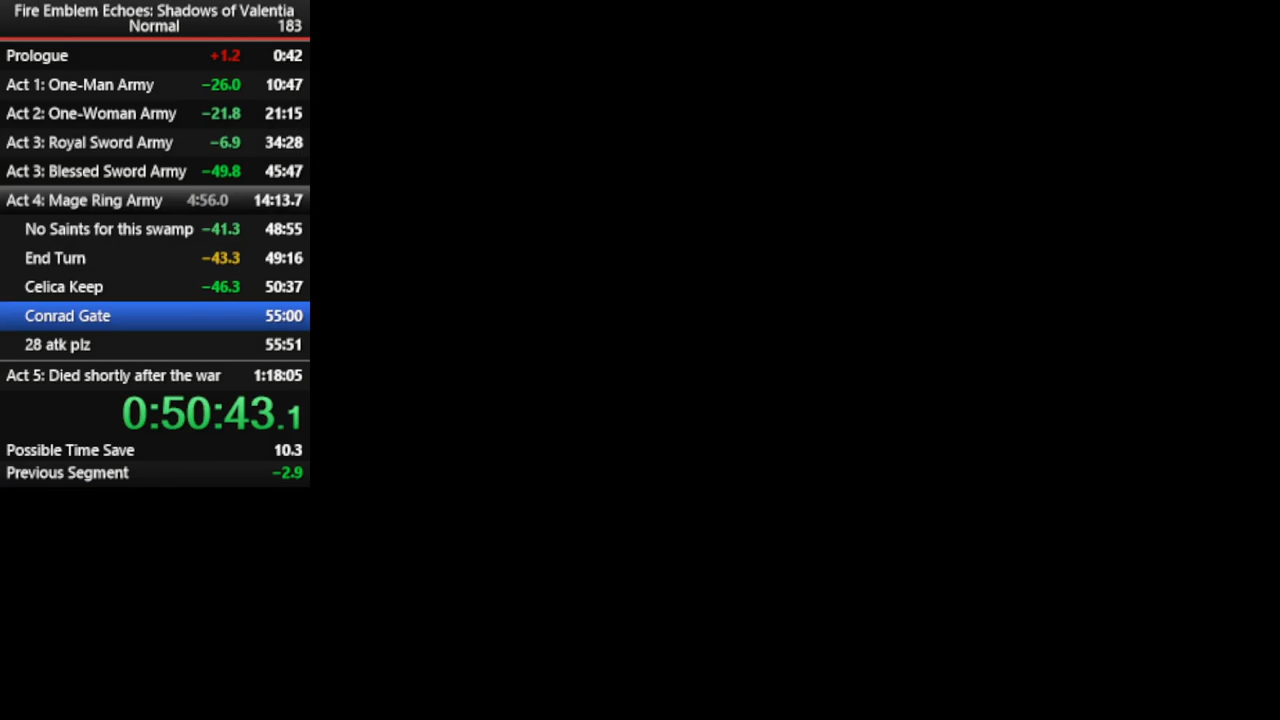 Fire Emblem Echoes: Shadows of Valentia
Normal 183
Prologue +1.2 0:42
Act 1: One-Man Army −26.0 10:47
Act 2: One-Woman Army −21.8 21:15
Act 3: Royal Sword Army −6.9 34:28
Act 3: Blessed Sword Army −49.8 45:47
Act 4: Mage Ring Army 4:56.0 14:13.7
No Saints for this swamp −41.3 48:55
End Turn −43.3 49:16
Celica Keep −46.3 50:37
Conrad Gate 55:00
28 atk plz 55:51
Act 5: Died shortly after the war 1:18:05
0:50:43.1
Possible Time Save 10.3
Previous Segment −2.9